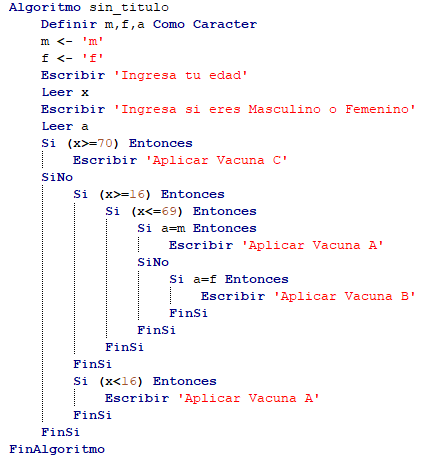 Algoritmo sin_titulo
Definir m,f,a Como Caracter
m <- 'm'
f <- 'f'
Escribir 'Ingresa tu edad'
Leer x
Escribir 'Ingresa si eres Masculino o Femenino'
Leer a
Si (x>=70) Entonces
Escribir 'Aplicar Vacuna C'
SiNo
Si (x>=16) Entonces
Si (x<=69) Entonces
Si a=m Entonces
Escribir 'Aplicar Vacuna A'
SiNo
Si a=f Entonces
Escribir 'Aplicar Vacuna B'
FinSi
FinSi
FinSi
FinSi
Si (x<16) Entonces
Escribir 'Aplicar Vacuna A'
FinSi
FinSi
FinAlgoritmo